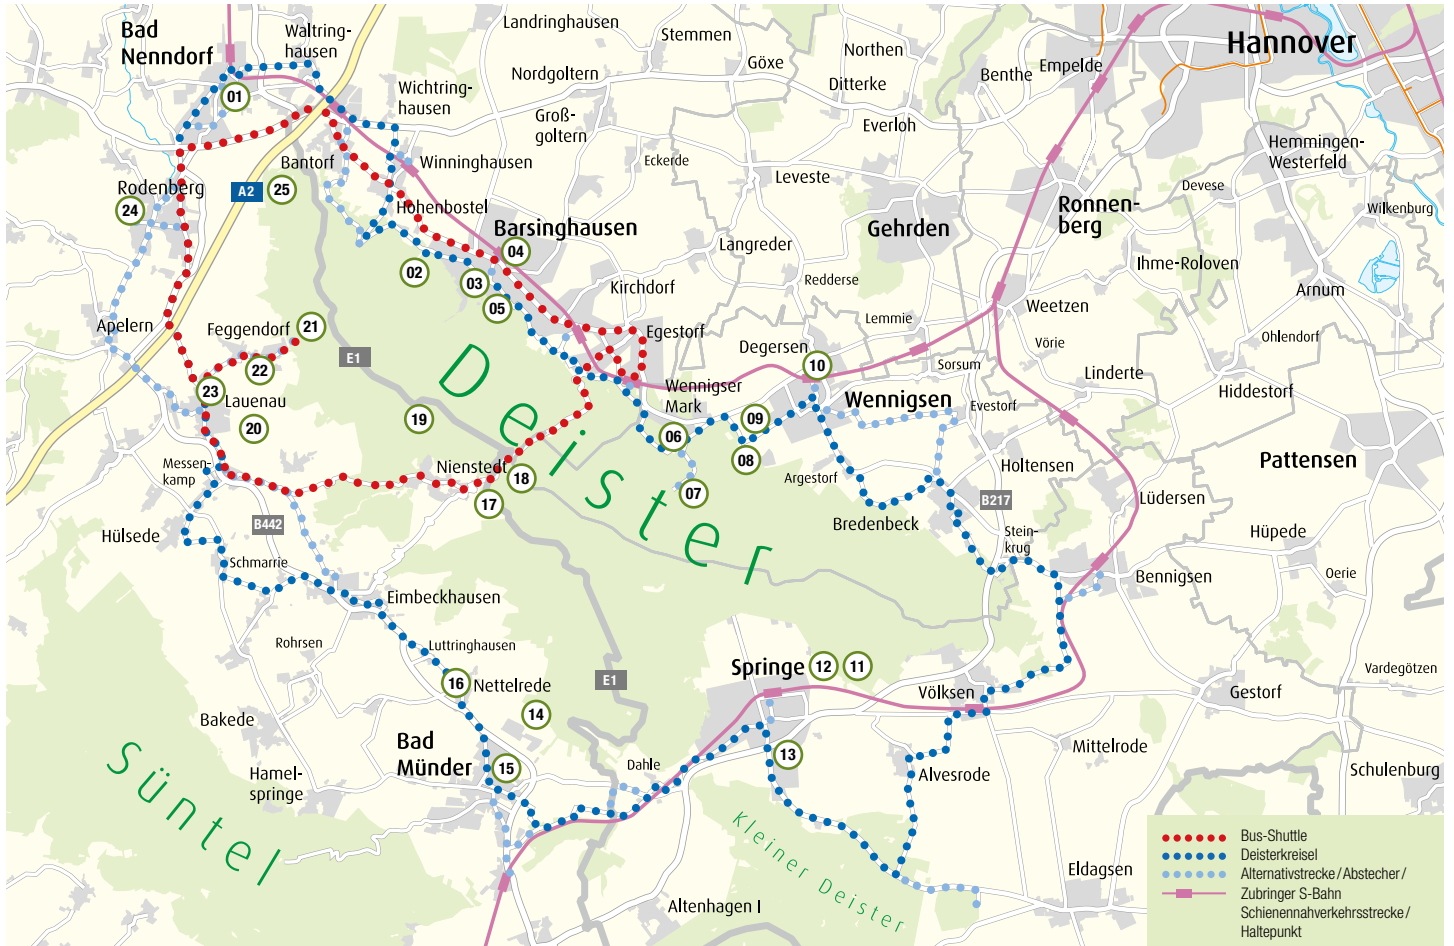 Bad
Nenndorf
Waltring-
hausen
Landringhausen
Stemmen
Northen
Göxe
Nordgoltern
Ditterke
Benthe
Empelde
Hannover
01
Wichtring-
hausen
Groß-
goltern
Everloh
Hemmingen-
Westerfeld
Bantorf
Winninghausen
Eckerde
Leveste
Devese
Rodenberg
A2
25
24
Hohenbostel
Barsinghausen
Gehrden
Ronnen-
berg
Wilkenburg
Langreder
04
02
03
05
Redderse
Ihme-Roloven
Kirchdorf
Weetzen
Arnum
Apelern
Feggendorf
21
Lemmie
Egestorf
Degersen
Vörie
Ohlendorf
E1
22
10
Sorsum
Linderte
Hiddestorf
23
Lauenau
20
19
Wennigser
Mark
Wennigsen
Evestorf
09
06
08
07
Deister
Messen-
kamp
Nienstedt
18
17
Argestorf
Holtensen
Pattensen
B217
Lüdersen
Bredenbeck
Hülsede
B442
Stein-
krug
Hüpede
Schmarrie
Bennigsen
Oerie
Eimbeckhausen
Rohrsen
Luttringhausen
Springe
12
11
Vardegötzen
16
Nettelrede
E1
Völksen
Gestorf
Bakede
14
Bad
Münder
15
Mittelrode
Hamel-
springe
Dahle
13
Alvesrode
Schulenburg
Süntel
Kleiner Deister
Eldagsen
Altenhagen I
Bus-Shuttle
Deisterkreisel
Alternativstrecke/Abstecher/
Zubringer S-Bahn
Schienennahverkehrsstrecke/
Haltepunkt